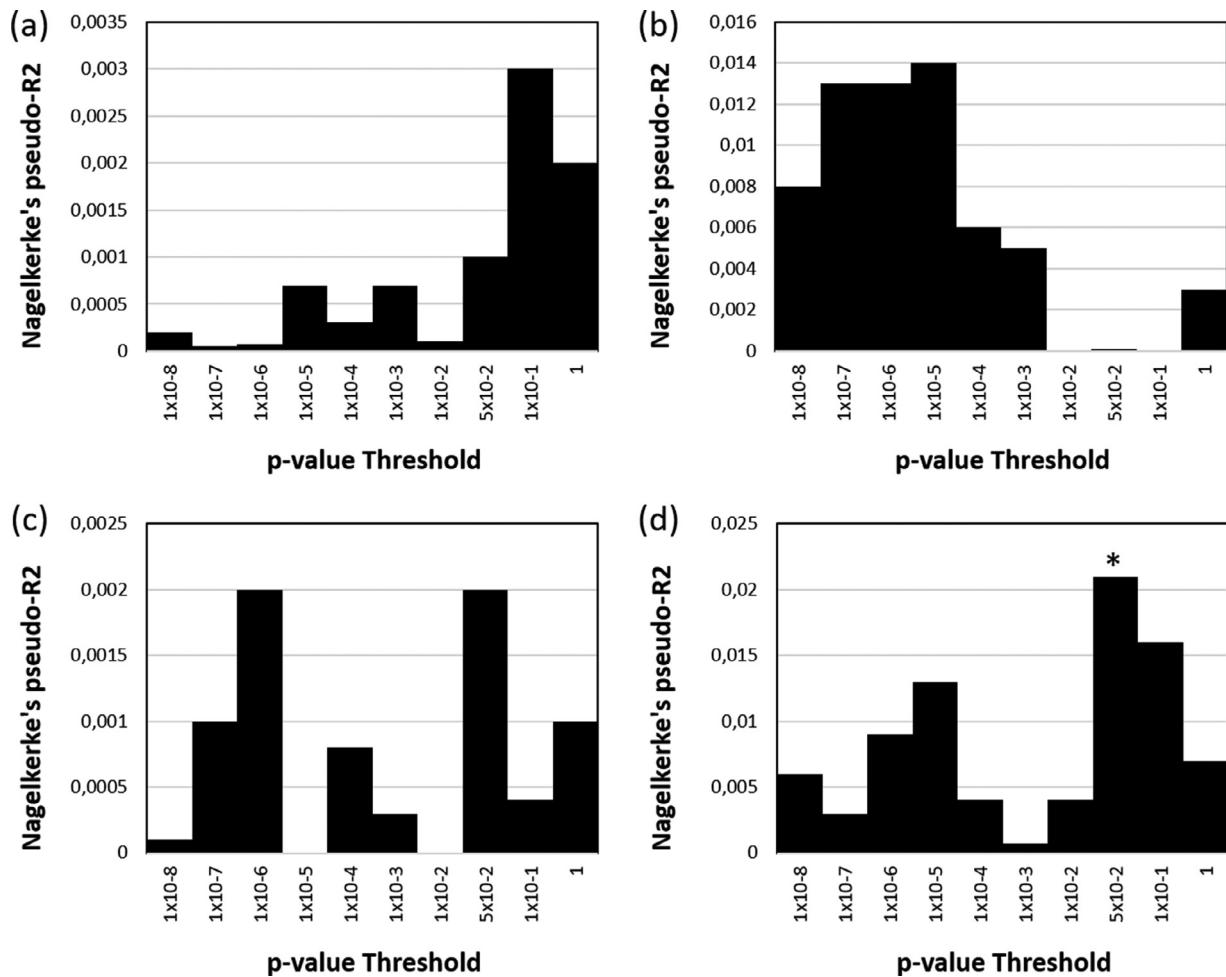 (a)
Nagelkerke's pseudo-R2
0,0035
0,003
0,0025
0,002
0,0015
0,001
0,0005
0
1x10-8
1x10-7
1x10-6
1x10-5
1x10-4
1x10-3
1x10-2
5x10-2
1x10-1
1
p-value Threshold
(b)
Nagelkerke's pseudo-R2
0,016
0,014
0,012
0,01
0,008
0,006
0,004
0,002
0
1x10-8
1x10-7
1x10-6
1x10-5
1x10-4
1x10-3
1x10-2
5x10-2
1x10-1
1
p-value Threshold
(c)
Nagelkerke's pseudo-R2
0,0025
0,002
0,0015
0,001
0,0005
0
1x10-8
1x10-7
1x10-6
1x10-5
1x10-4
1x10-3
1x10-2
5x10-2
1x10-1
1
p-value Threshold
(d)
Nagelkerke's pseudo-R2
0,025
0,02
0,015
0,01
0,005
0
*
1x10-8
1x10-7
1x10-6
1x10-5
1x10-4
1x10-3
1x10-2
5x10-2
1x10-1
1
p-value Threshold